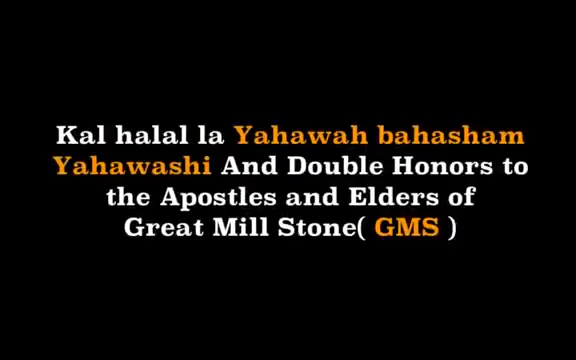 Kal halal la Yahawah bahasham
Yahawashi And Double Honors to
the Apostles and Elders of
Great Mill Stone( GMS )